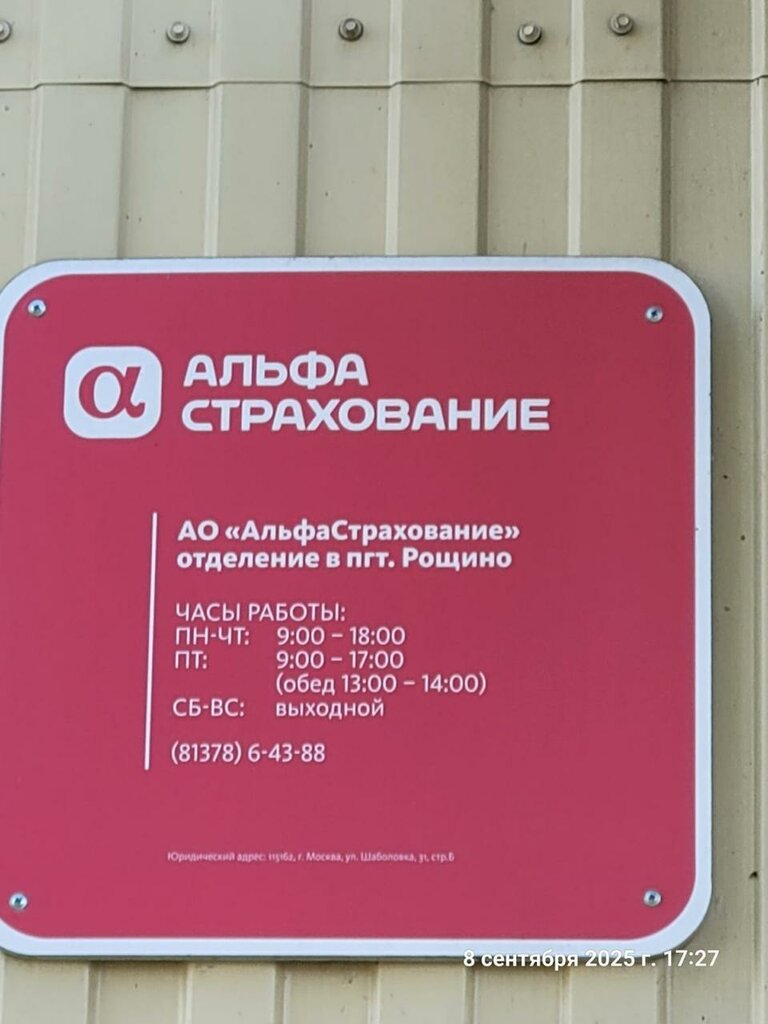 α АЛЬФА
СТРАХОВАНИЕ
АО «АльфаСтрахование»
отделение в пгт. Рощино
ЧАСЫ РАБОТЫ:
ПН-ЧТ: 9:00 – 18:00
ПТ: 9:00 – 17:00
(обед 13:00 – 14:00)
СБ-ВС: выходной
(81378) 6-43-88
Юридический адрес: 115162, г. Москва, ул. Шаболовка, 31, стр.Б
8 сентября 2025 г. 17:27